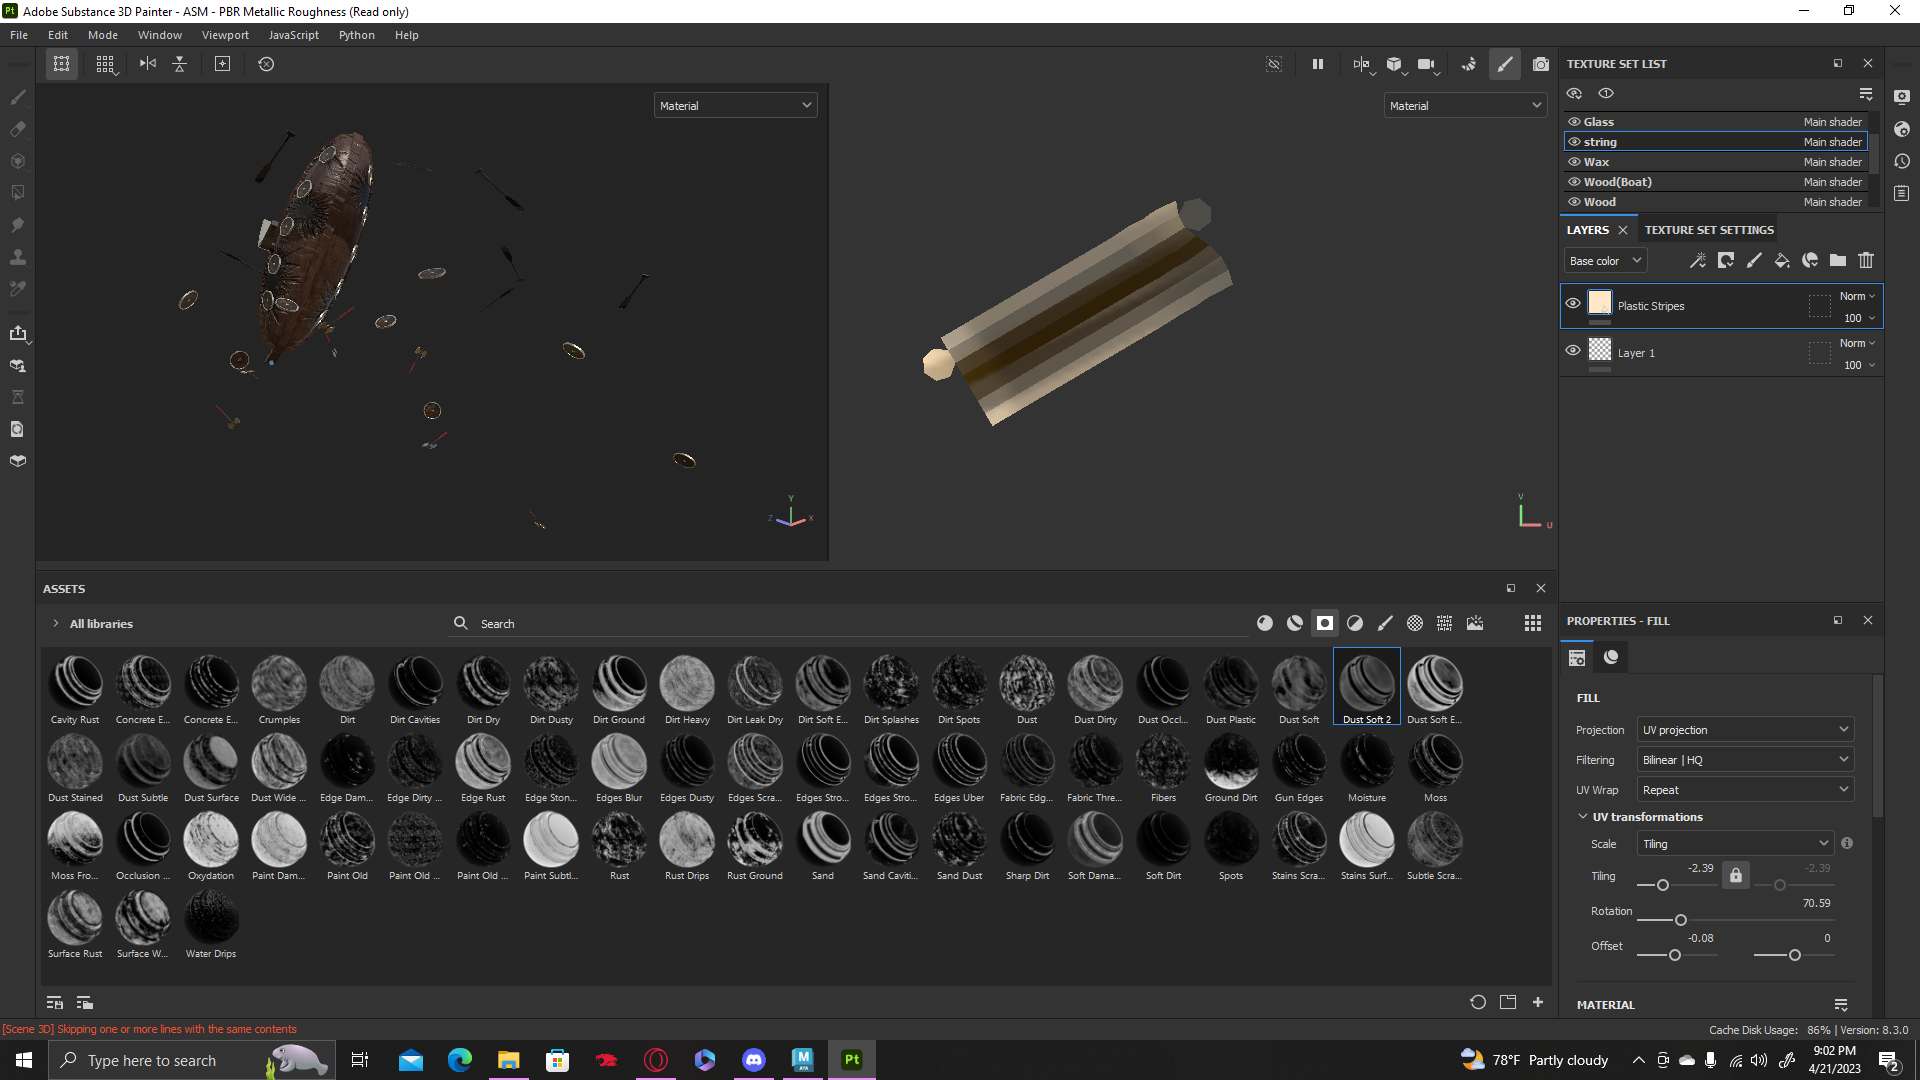 Adobe Substance 3D Painter - ASM - PBR Metallic Roughness (Read only)
File Edit Mode Window Viewport JavaScript Python Help
Material
Material
TEXTURE SET LIST
Glass Main shader
string Main shader
Wax Main shader
Wood(Boat) Main shader
Wood Main shader
LAYERS TEXTURE SET SETTINGS
Base color
Plastic Stripes Norm 100
Layer 1 Norm 100
Y
Z X
V
U
ASSETS
All libraries Search
Cavity Rust Concrete E... Concrete E... Crumples Dirt Dirt Cavities Dirt Dry Dirt Dusty Dirt Ground Dirt Heavy Dirt Leak Dry Dirt Soft E... Dirt Splashes Dirt Spots Dust Dust Dirty Dust Occl... Dust Plastic Dust Soft Dust Soft 2 Dust Soft E...
Dust Stained Dust Subtle Dust Surface Dust Wide ... Edge Dam... Edge Dirty ... Edge Rust Edge Ston... Edges Blur Edges Dusty Edges Scra... Edges Stro... Edges Stro... Edges Uber Fabric Edg... Fabric Thre... Fibers Ground Dirt Gun Edges Moisture Moss
Moss Fro... Occlusion ... Oxydation Paint Dam... Paint Old Paint Old ... Paint Old ... Paint Subtl... Rust Rust Drips Rust Ground Sand Sand Caviti... Sand Dust Sharp Dirt Soft Dama... Soft Dirt Spots Stains Scra... Stains Surf... Subtle Scra...
Surface Rust Surface W... Water Drips
PROPERTIES - FILL
FILL
Projection UV projection
Filtering Bilinear | HQ
UV Wrap Repeat
UV transformations
Scale Tiling
Tiling -2.39 -2.39
Rotation 70.59
Offset -0.08 0
MATERIAL
[Scene 3D] Skipping one or more lines with the same contents
Cache Disk Usage: 86% | Version: 8.3.0
Type here to search
78°F Partly cloudy
9:02 PM
4/21/2023
2